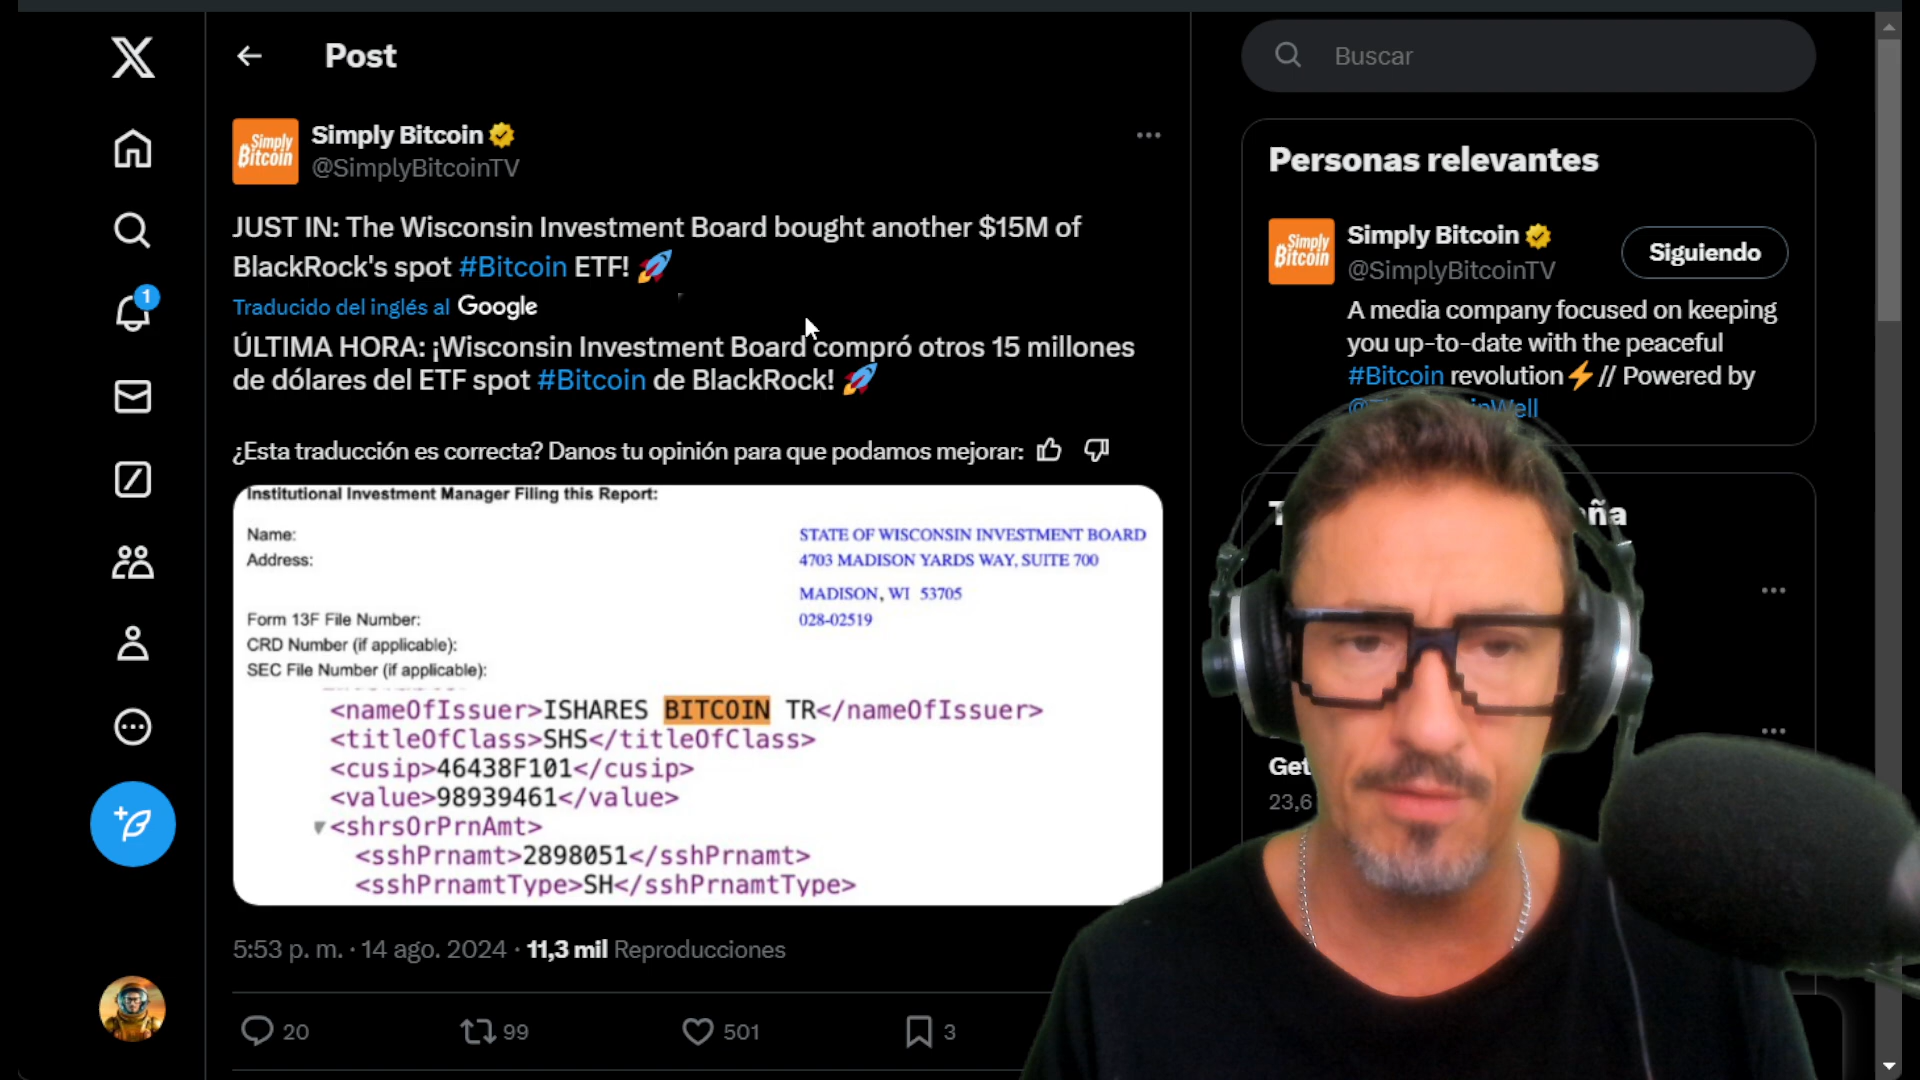 Post
Buscar
Simply Bitcoin
@SimplyBitcoinTV
Simply
Bitcoin
JUST IN: The Wisconsin Investment Board bought another $15M of
BlackRock's spot #Bitcoin ETF! 🚀
Traducido del inglés al Google
ÚLTIMA HORA: ¡Wisconsin Investment Board compró otros 15 millones
de dólares del ETF spot #Bitcoin de BlackRock! 🚀
¿Esta traducción es correcta? Danos tu opinión para que podamos mejorar:
Institutional Investment Manager Filing this Report:
Name: STATE OF WISCONSIN INVESTMENT BOARD
Address: 4703 MADISON YARDS WAY, SUITE 700
MADISON, WI 53705
Form 13F File Number: 028-02519
CRD Number (if applicable):
SEC File Number (if applicable):
<nameOfIssuer>ISHARES BITCOIN TR</nameOfIssuer>
<titleOfClass>SHS</titleOfClass>
<cusip>46438F101</cusip>
<value>98939461</value>
<shrsOrPrnAmt>
<sshPrnamt>2898051</sshPrnamt>
<sshPrnamtType>SH</sshPrnamtType>
5:53 p. m. · 14 ago. 2024 · 11,3 mil Reproducciones
20 99 501 3
1
Personas relevantes
Simply
Bitcoin
Simply Bitcoin
@SimplyBitcoinTV
Siguiendo
A media company focused on keeping
you up-to-date with the peaceful
#Bitcoin revolution⚡// Powered by
Get
23,6